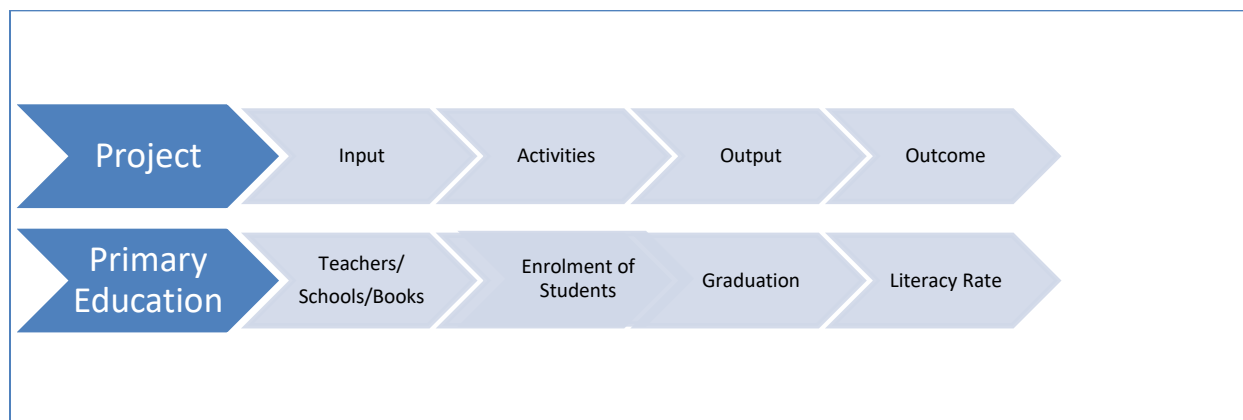 Project
Input
Activities
Output
Outcome
Primary
Education
Teachers/
Schools/Books
Enrolment of
Students
Graduation
Literacy Rate